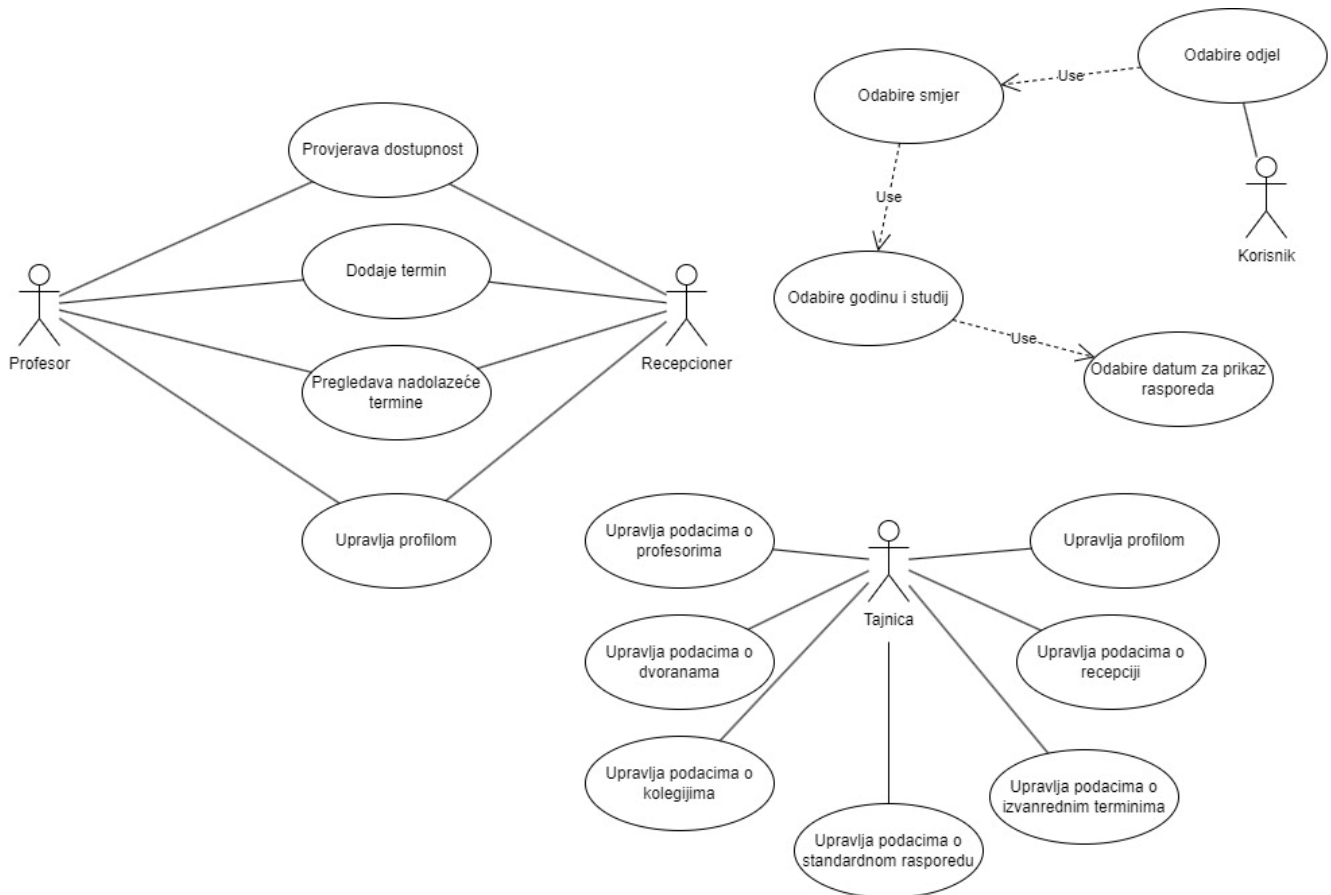 Odabire odjel
Use
Odabire smjer
Provjerava dostupnost
Use
Korisnik
Dodaje termin
Odabire godinu i studij
Use
Profesor
Recepcioner
Pregledava nadolazeće
termine
Odabire datum za prikaz
rasporeda
Upravlja profilom
Upravlja podacima o
profesorima
Upravlja profilom
Tajnica
Upravlja podacima o
dvoranama
Upravlja podacima o
recepciji
Upravlja podacima o
kolegijima
Upravlja podacima o
izvanrednim terminima
Upravlja podacima o
standardnom rasporedu